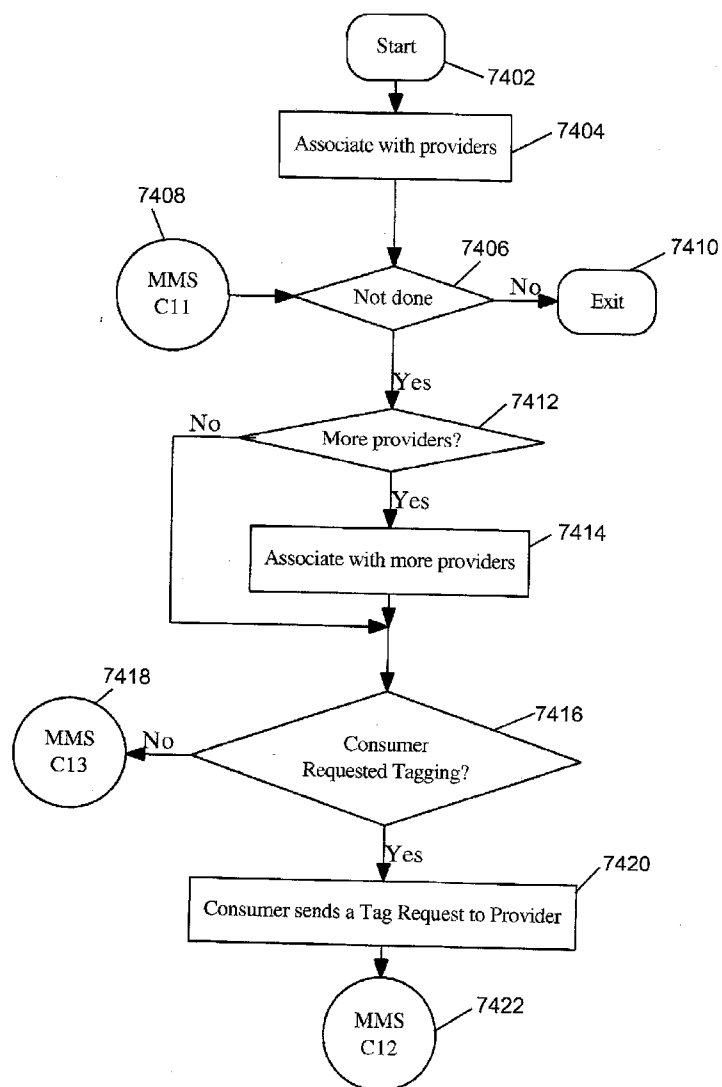 Start
7402
Associate with providers
7404
7408
MMS
C11
7406
Not done
No
7410
Exit
Yes
7412
No
More providers?
Yes
7414
Associate with more providers
7418
MMS
C13
No
7416
Consumer
Requested Tagging?
Yes
7420
Consumer sends a Tag Request to Provider
7422
MMS
C12